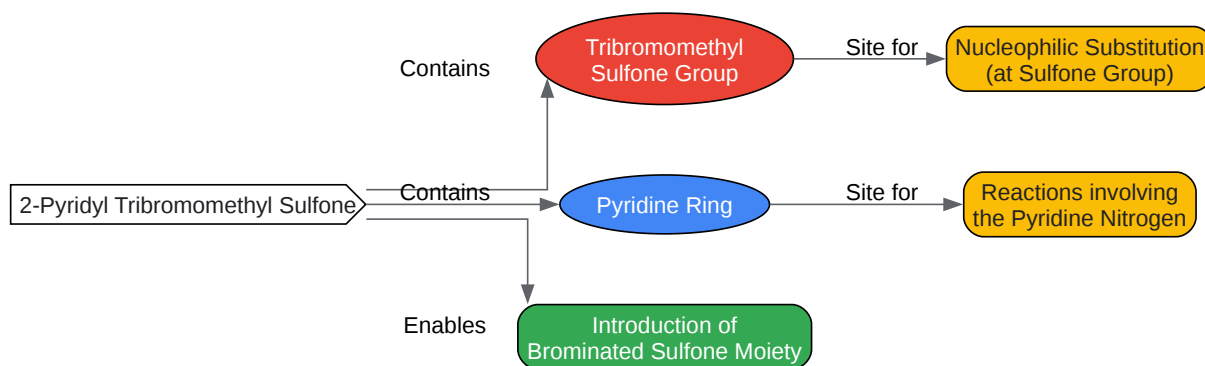 Contains
Tribromomethyl
Sulfone Group
Site for
Nucleophilic Substitution
(at Sulfone Group)
2-Pyridyl Tribromomethyl Sulfone
Contains
Pyridine Ring
Site for
Reactions involving
the Pyridine Nitrogen
Enables
Introduction of
Brominated Sulfone Moiety